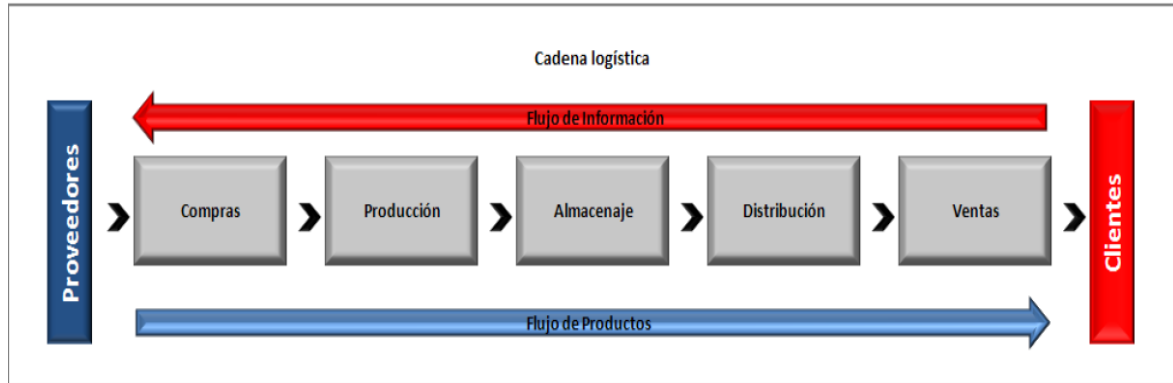 Cadena logística
Flujo de Información
Proveedores
Compras
Producción
Almacenaje
Distribución
Ventas
Clientes
Flujo de Productos